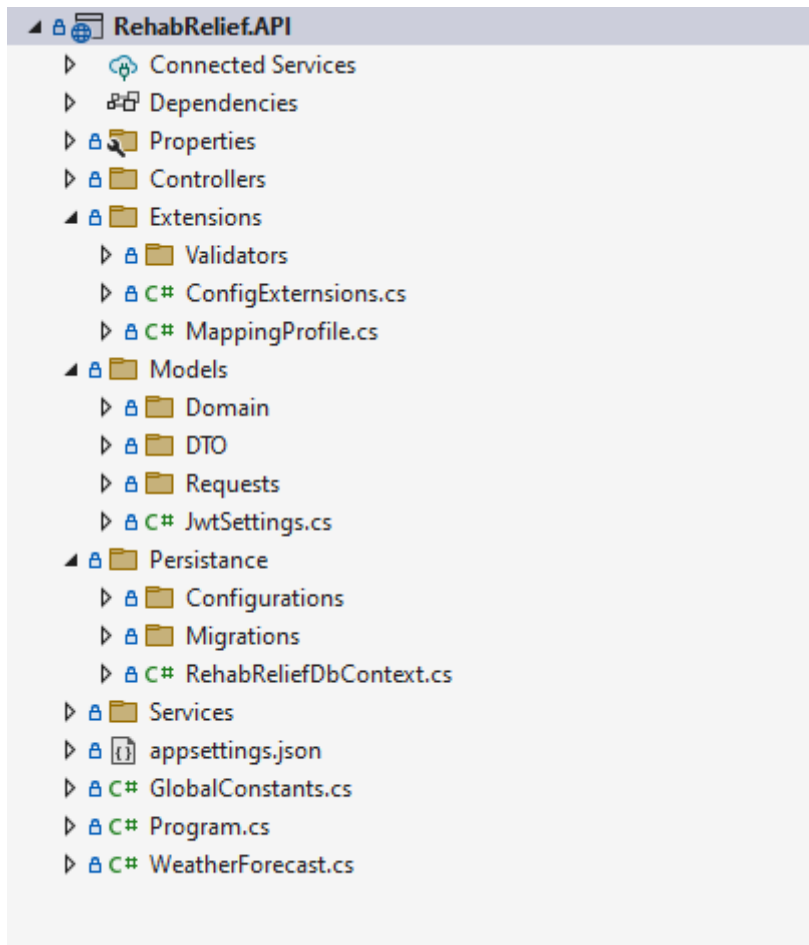 RehabRelief.API
Connected Services
Dependencies
Properties
Controllers
Extensions
Validators
C# ConfigExternsions.cs
C# MappingProfile.cs
Models
Domain
DTO
Requests
C# JwtSettings.cs
Persistance
Configurations
Migrations
C# RehabReliefDbContext.cs
Services
appsettings.json
C# GlobalConstants.cs
C# Program.cs
C# WeatherForecast.cs